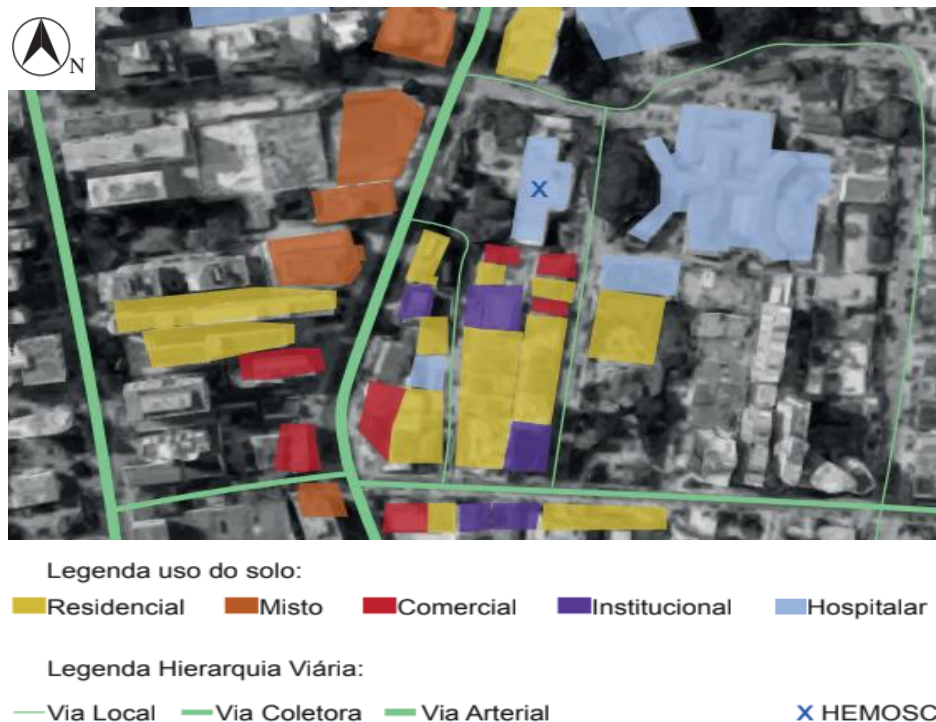 N
X
Legenda uso do solo:
Residencial Misto Comercial Institucional Hospitalar
Legenda Hierarquia Viária:
Via Local Via Coletora Via Arterial X HEMOSC